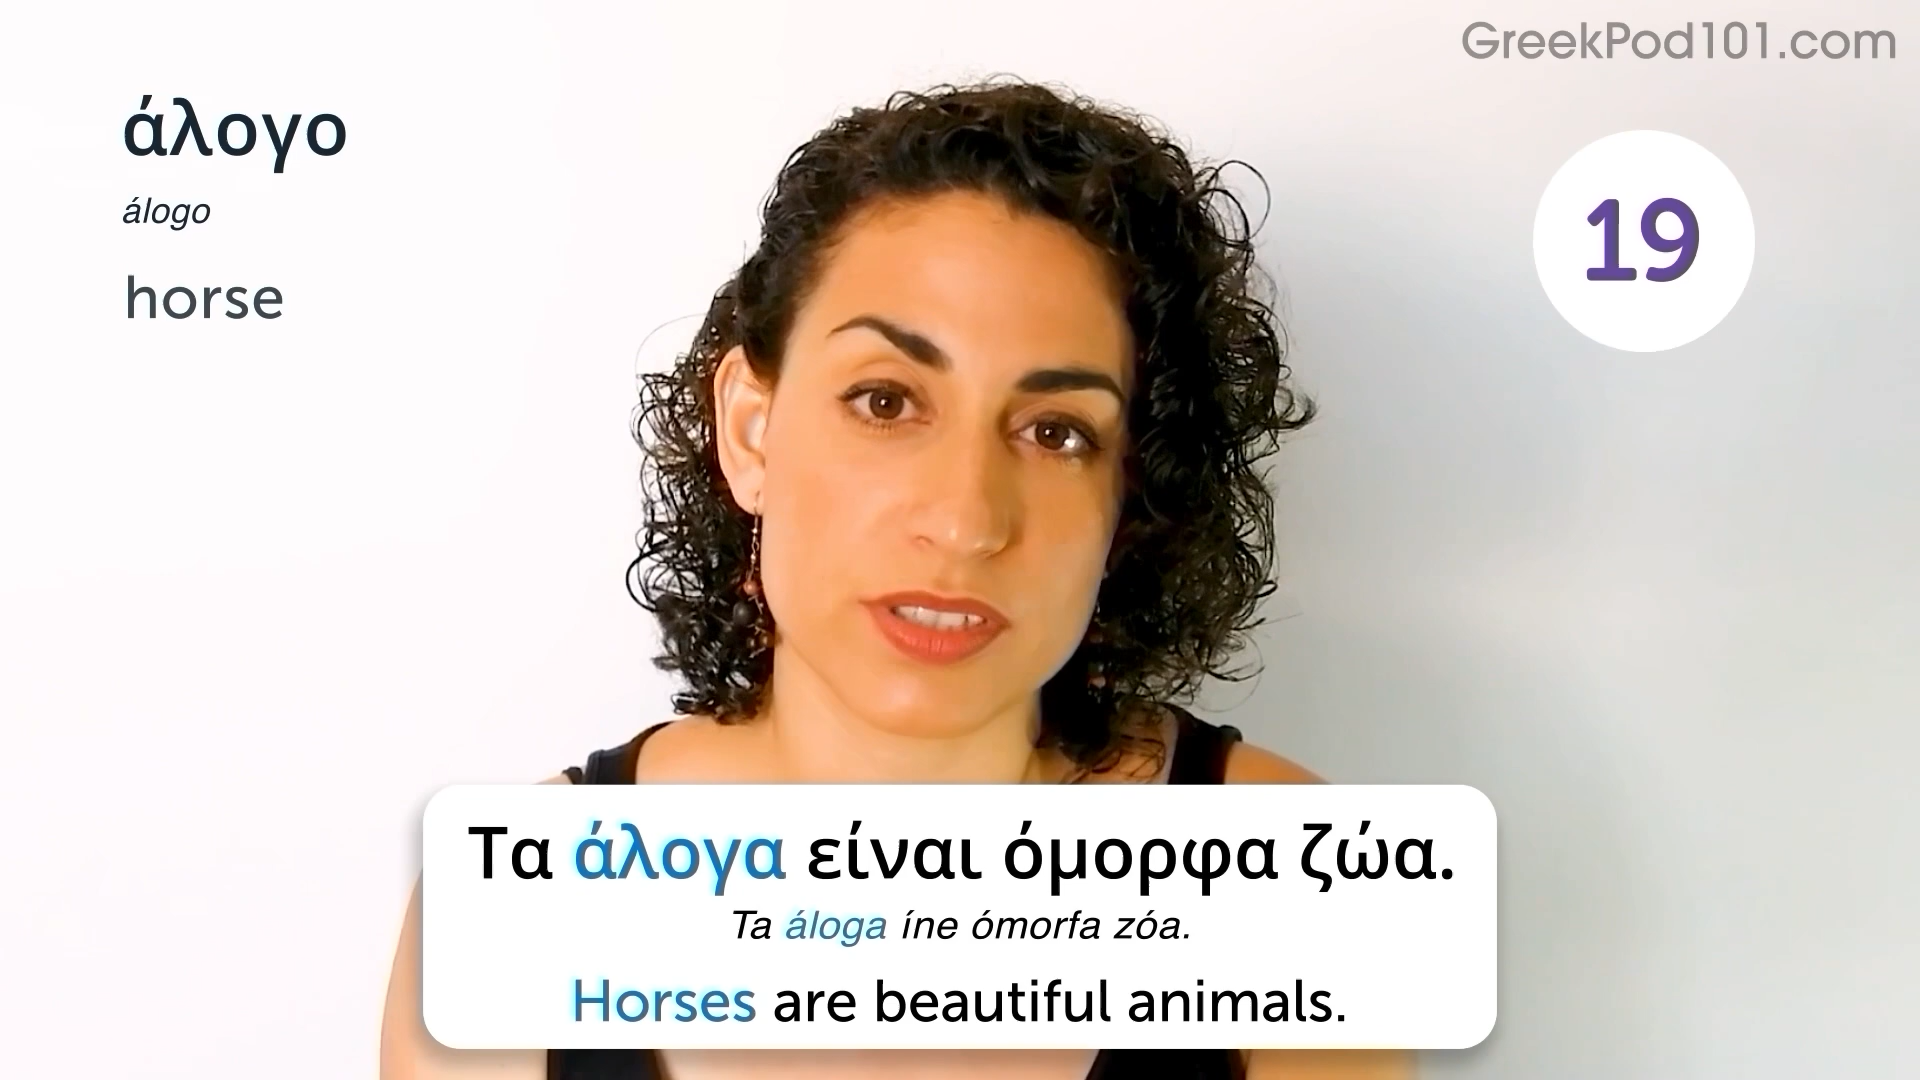 GreekPod101.com
άλογο
álogo
horse
19
Τα άλογα είναι όμορφα ζώα.
Ta áloga íne ómorfa zóa.
Horses are beautiful animals.